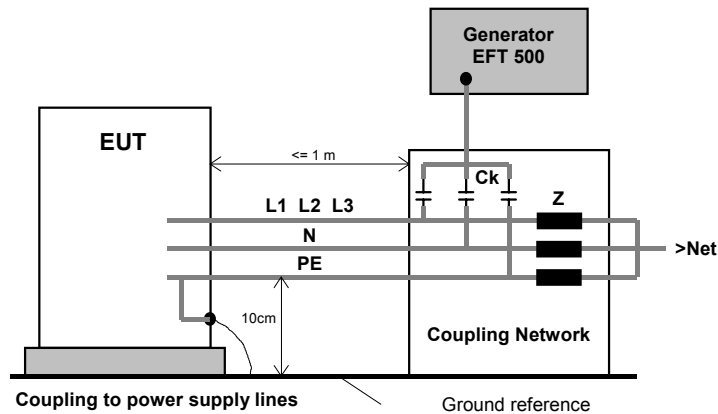 Generator
EFT 500
EUT
<= 1 m
Ck
Z
L1 L2 L3
N
>Net
PE
10cm
Coupling Network
Coupling to power supply lines
Ground reference